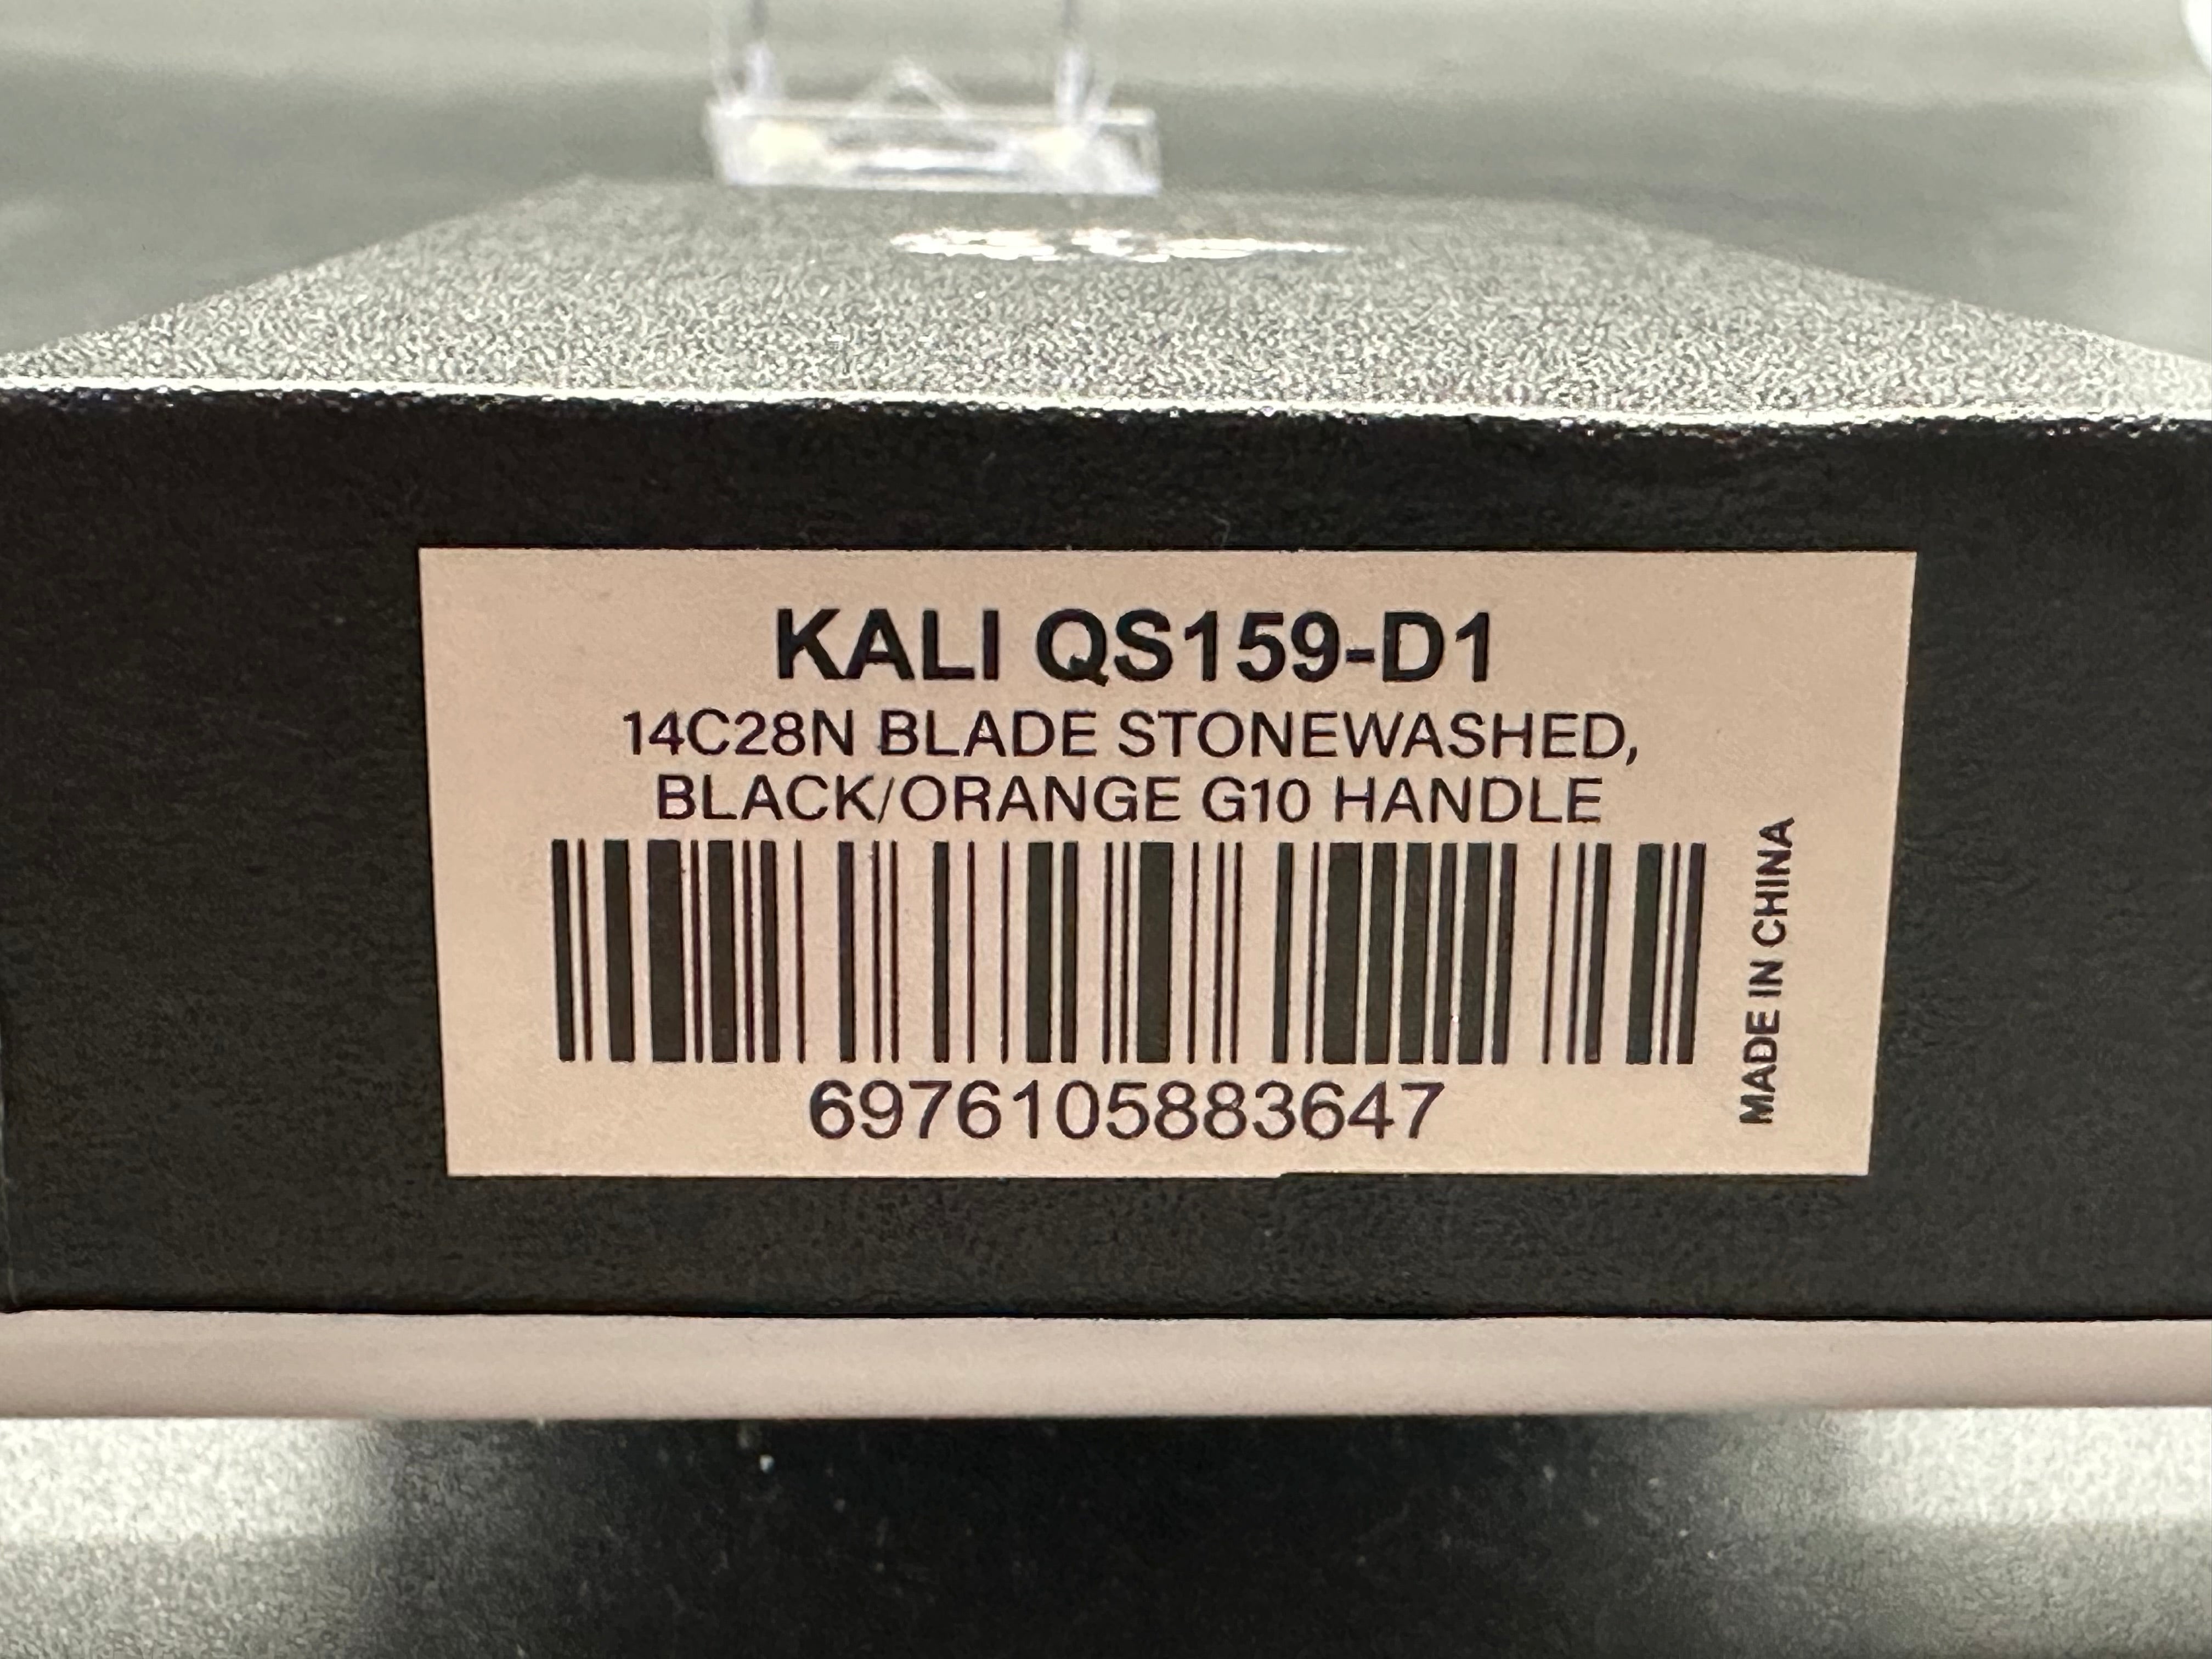 KALI QS159-D1
14C28N BLADE STONEWASHED,
BLACK/ORANGE G10 HANDLE
6976105883647
MADE IN CHINA